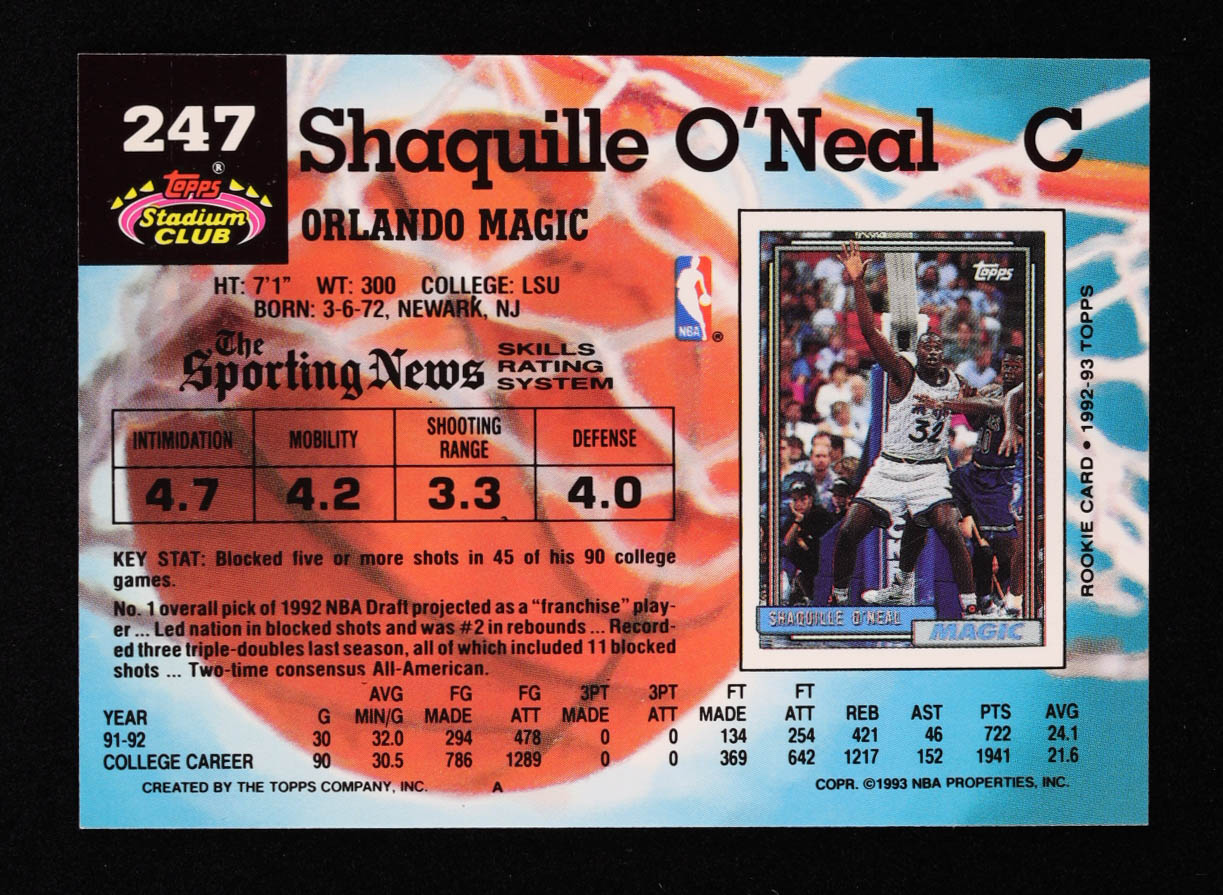 247
Topps ®
Stadium
CLUB
Shaquille O'Neal C
ORLANDO MAGIC
HT: 7'1" WT: 300 COLLEGE: LSU
BORN: 3-6-72, NEWARK, NJ
NBA ®
The
Sporting News
SKILLS
RATING
SYSTEM
INTIMIDATION MOBILITY SHOOTING RANGE DEFENSE
4.7 4.2 3.3 4.0
KEY STAT: Blocked five or more shots in 45 of his 90 college
games.
No. 1 overall pick of 1992 NBA Draft projected as a "franchise" play-
er ... Led nation in blocked shots and was #2 in rebounds ... Record-
ed three triple-doubles last season, all of which included 11 blocked
shots ... Two-time consensus All-American.
Topps
32
SHAQUILLE O'NEAL
MAGIC
ROOKIE CARD • 1992-93 TOPPS
AVG FG FG 3PT 3PT FT FT
YEAR G MIN/G MADE ATT MADE ATT MADE ATT REB AST PTS AVG
91-92 30 32.0 294 478 0 0 134 254 421 46 722 24.1
COLLEGE CAREER 90 30.5 786 1289 0 0 369 642 1217 152 1941 21.6
CREATED BY THE TOPPS COMPANY, INC. A COPR. ©1993 NBA PROPERTIES, INC.